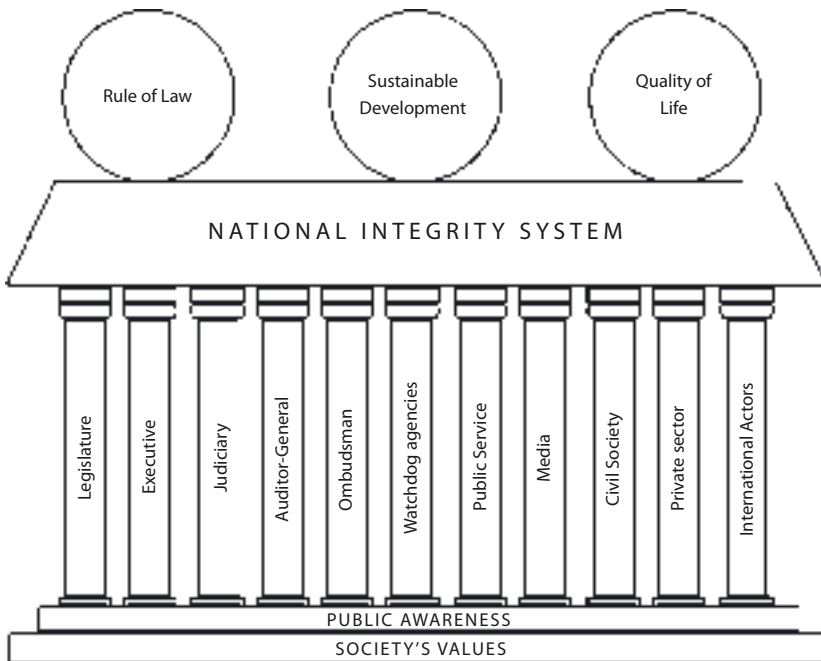 Rule of Law
Sustainable
Development
Quality of
Life
NATIONAL INTEGRITY SYSTEM
Legislature
Executive
Judiciary
Auditor-General
Ombudsman
Watchdog agencies
Public Service
Media
Civil Society
Private sector
International Actors
PUBLIC AWARENESS
SOCIETY'S VALUES